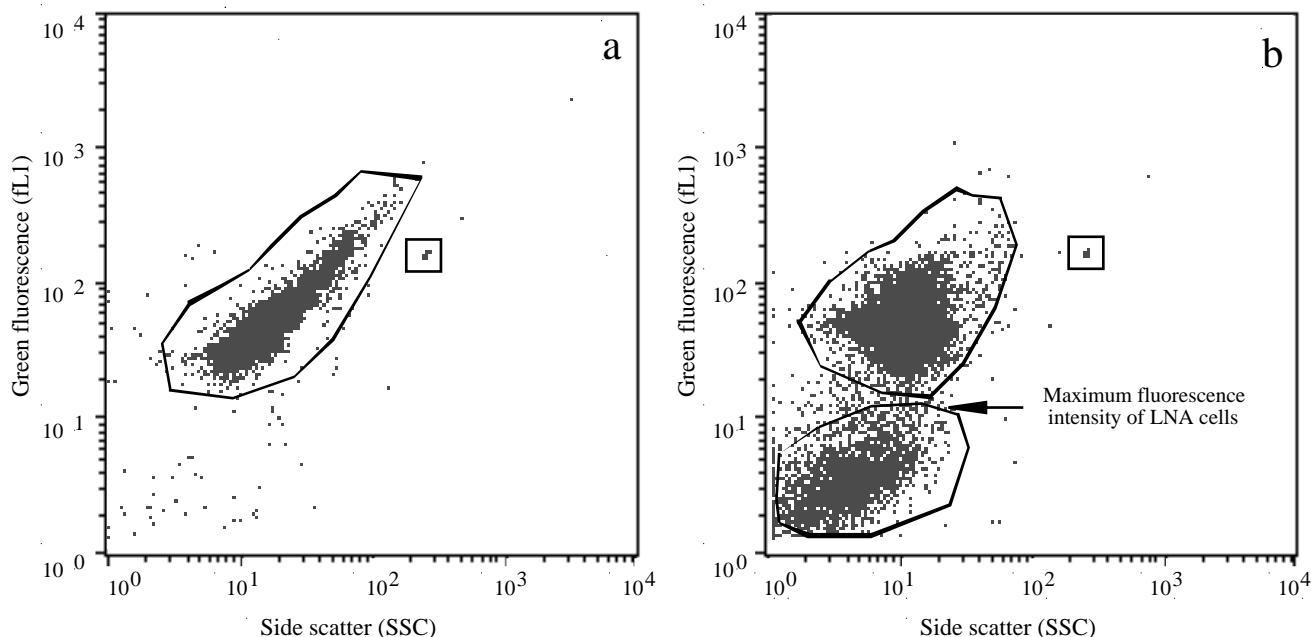 a
10 4
10 3
10 2
10 1
10 0
Green fluorescence (fL1)
10^0 10^1 10^2 10^3 10^4
Side scatter (SSC)
b
10^4
10^3
10^2
10^1
10^0
Green fluorescence (fL1)
Maximum fluorescence
intensity of LNA cells
10^0 10^1 10^2 10^3 10^4
Side scatter (SSC)